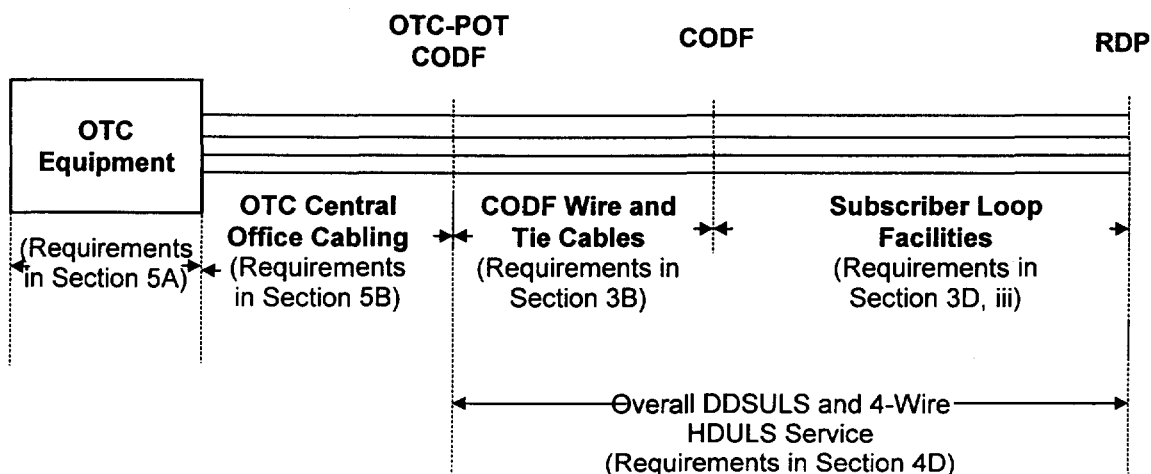 OTC-POT
CODF
CODF
RDP
OTC
Equipment
(Requirements
in Section 5A)
OTC Central
Office Cabling
(Requirements
in Section 5B)
CODF Wire and
Tie Cables
(Requirements in
Section 3B)
Subscriber Loop
Facilities
(Requirements in
Section 3D, iii)
Overall DDSULS and 4-Wire
HDULS Service
(Requirements in Section 4D)